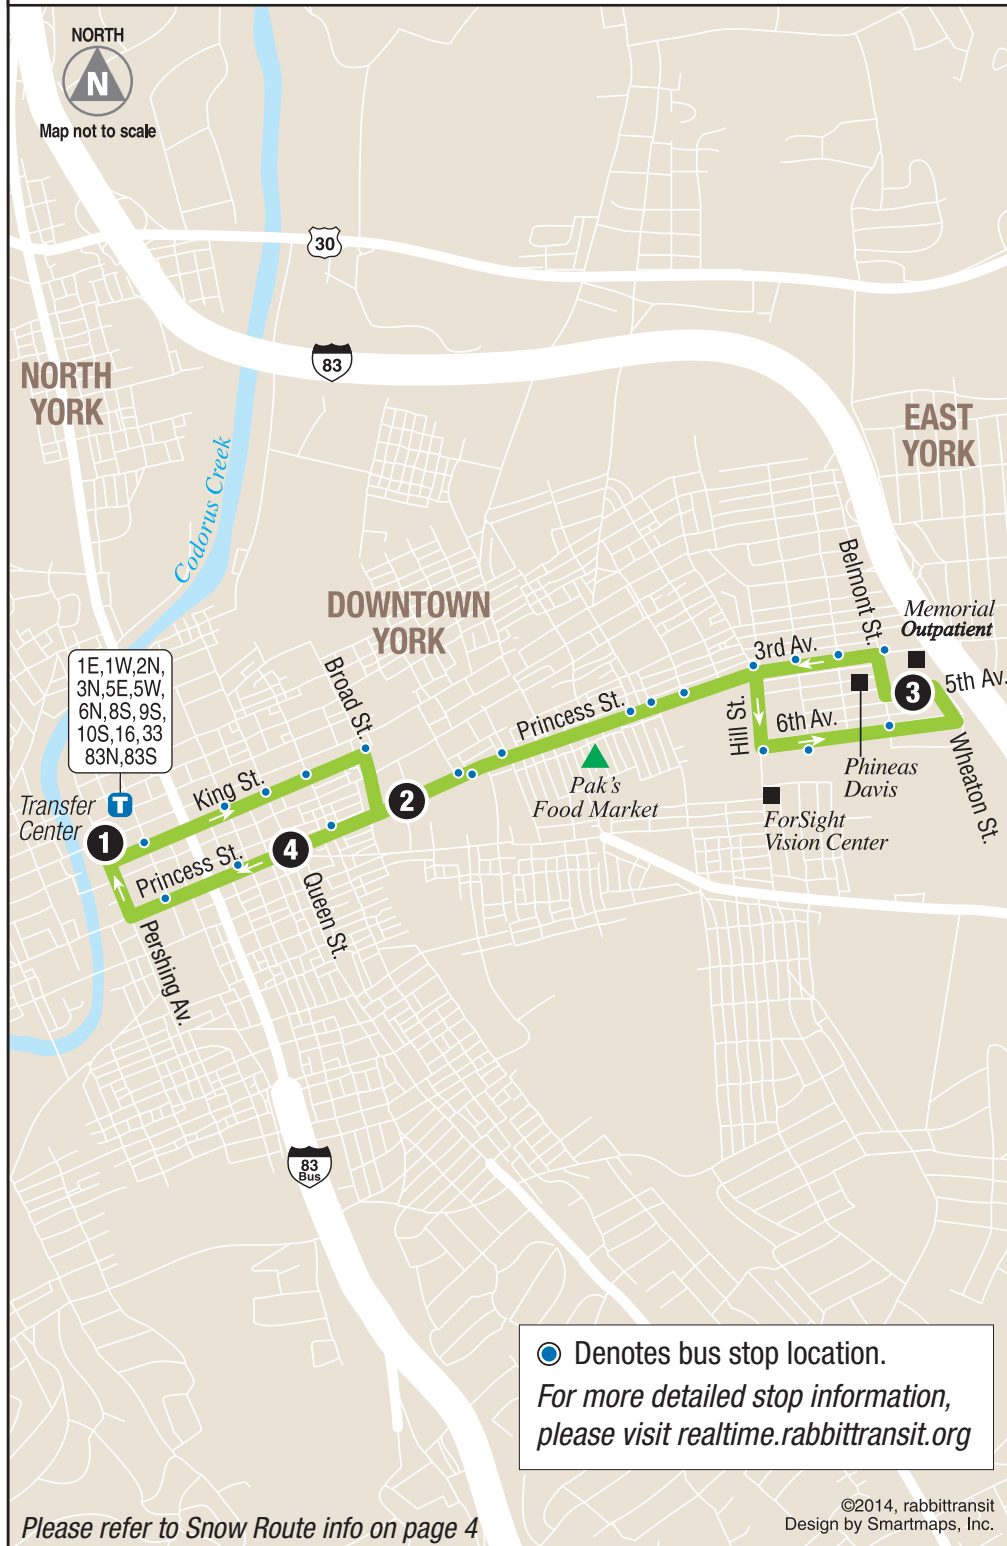 NORTH
N
Map not to scale
30
83
NORTH
YORK
EAST
YORK
Codorus Creek
DOWNTOWN
YORK
Belmont St.
Memorial
Outpatient
3rd Av.
5th Av.
1E,1W,2N,
3N,5E,5W,
6N,8S, 9S,
10S,16, 33
83N,83S
Broad St.
Princess St.
Hill St.
6th Av.
3
Wheaton St.
Phineas
Davis
Pak's
Food Market
ForSight
Vision Center
King St.
2
T
Transfer
Center
1
4
Princess St.
Queen St.
Pershing Av.
83
Bus
Denotes bus stop location.
For more detailed stop information,
please visit realtime.rabbittransit.org
©2014, rabbittransit
Design by Smartmaps, Inc.
Please refer to Snow Route info on page 4